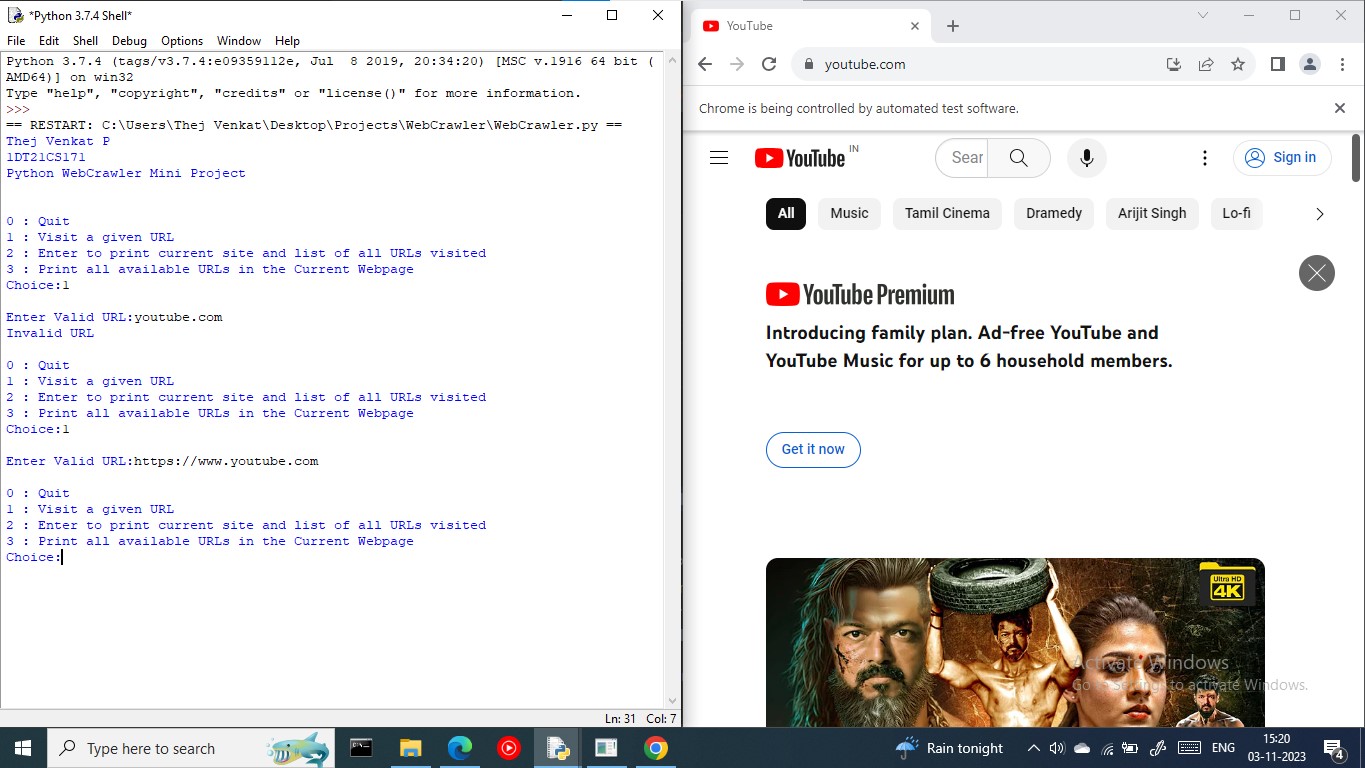 *Python 3.7.4 Shell*
File Edit Shell Debug Options Window Help
Python 3.7.4 (tags/v3.7.4:e09359112e, Jul  8 2019, 20:34:20) [MSC v.1916 64 bit (
AMD64)] on win32
Type "help", "copyright", "credits" or "license()" for more information.
>>>
== RESTART: C:\Users\Thej Venkat\Desktop\Projects\WebCrawler\WebCrawler.py ==
Thej Venkat P
1DT21CS171
Python WebCrawler Mini Project
0 : Quit
1 : Visit a given URL
2 : Enter to print current site and list of all URLs visited
3 : Print all available URLs in the Current Webpage
Choice:1
Enter Valid URL:youtube.com
Invalid URL
0 : Quit
1 : Visit a given URL
2 : Enter to print current site and list of all URLs visited
3 : Print all available URLs in the Current Webpage
Choice:1
Enter Valid URL:https://www.youtube.com
0 : Quit
1 : Visit a given URL
2 : Enter to print current site and list of all URLs visited
3 : Print all available URLs in the Current Webpage
Choice:
Ln: 31 Col: 7
YouTube
youtube.com
Chrome is being controlled by automated test software.
YouTube IN
Sear
Sign in
All Music Tamil Cinema Dramedy Arijit Singh Lo-fi
YouTube Premium
Introducing family plan. Ad-free YouTube and
YouTube Music for up to 6 household members.
Get it now
Ultra HD
4K
Activate Windows
Go to Settings to activate Windows.
Type here to search
Rain tonight
ENG
15:20
03-11-2023
4